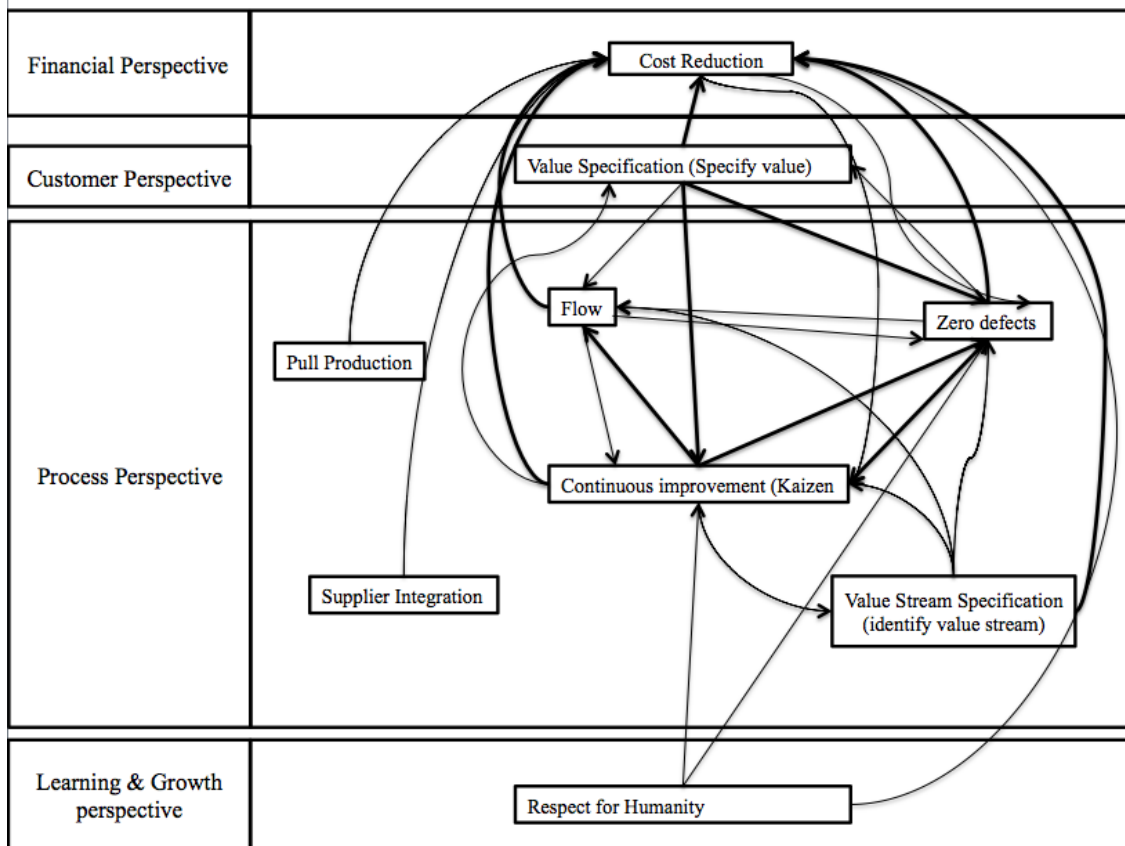 Financial Perspective
Cost Reduction
Customer Perspective
Value Specification (Specify value)
Process Perspective
Flow
Zero defects
Pull Production
Continuous improvement (Kaizen
Supplier Integration
Value Stream Specification
(identify value stream)
Learning & Growth
perspective
Respect for Humanity